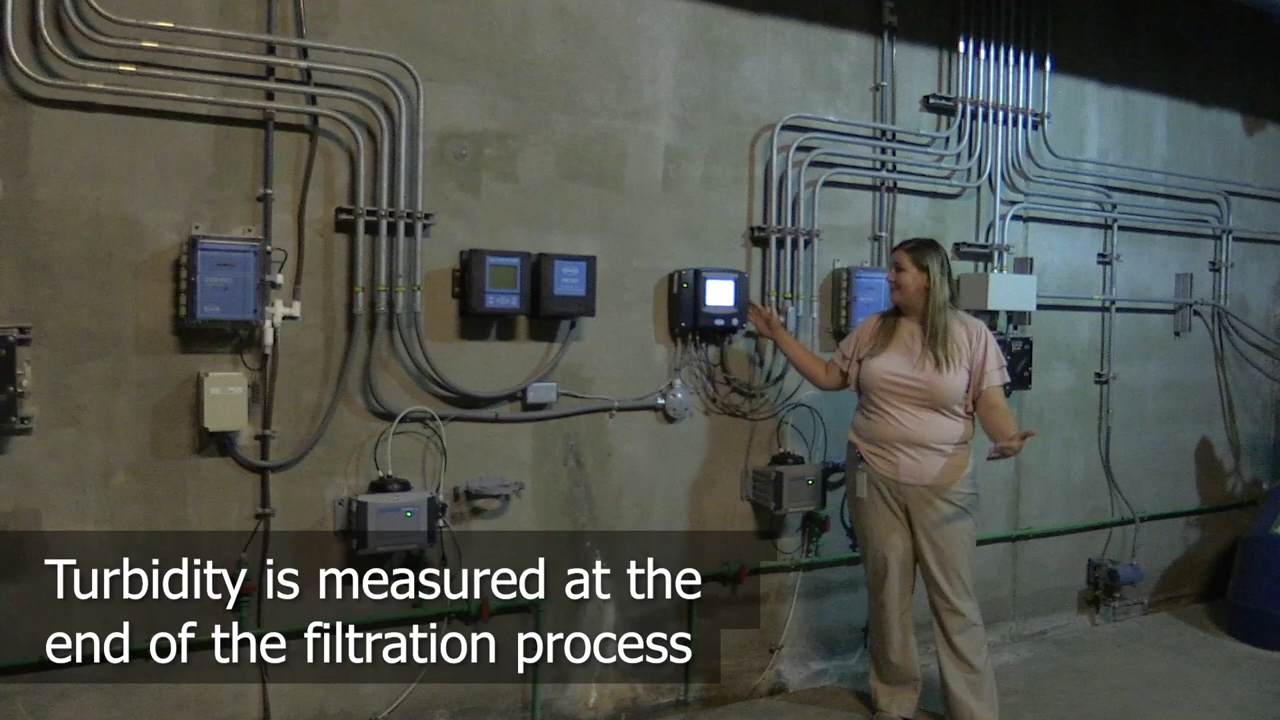 Turbidity is measured at the
end of the filtration process